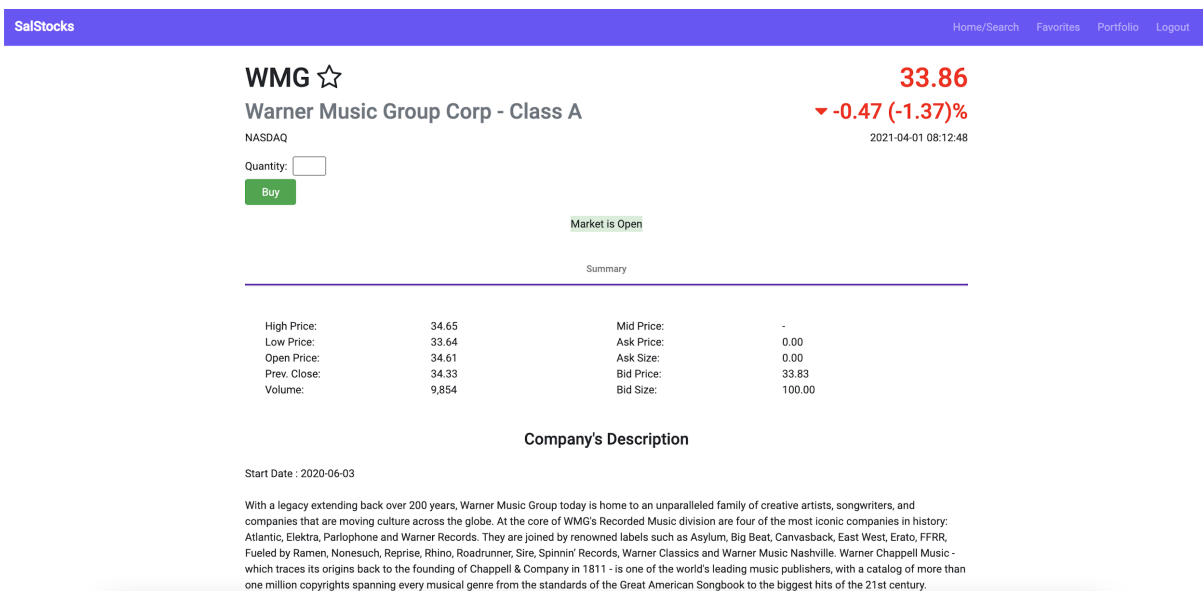 SalStocks
Home/Search Favorites Portfolio Logout
WMG
33.86
Warner Music Group Corp - Class A
-0.47 (-1.37)%
NASDAQ
2021-04-01 08:12:48
Quantity:
Buy
Market is Open
Summary
High Price: 34.65 Mid Price: -
Low Price: 33.64 Ask Price: 0.00
Open Price: 34.61 Ask Size: 0.00
Prev. Close: 34.33 Bid Price: 33.83
Volume: 9,854 Bid Size: 100.00
Company's Description
Start Date : 2020-06-03
With a legacy extending back over 200 years, Warner Music Group today is home to an unparalleled family of creative artists, songwriters, and
companies that are moving culture across the globe. At the core of WMG's Recorded Music division are four of the most iconic companies in history:
Atlantic, Elektra, Parlophone and Warner Records. They are joined by renowned labels such as Asylum, Big Beat, Canvasback, East West, Erato, FFRR,
Fueled by Ramen, Nonesuch, Reprise, Rhino, Roadrunner, Sire, Spinnin' Records, Warner Classics and Warner Music Nashville. Warner Chappell Music -
which traces its origins back to the founding of Chappell & Company in 1811 - is one of the world's leading music publishers, with a catalog of more than
one million copyrights spanning every musical genre from the standards of the Great American Songbook to the biggest hits of the 21st century.